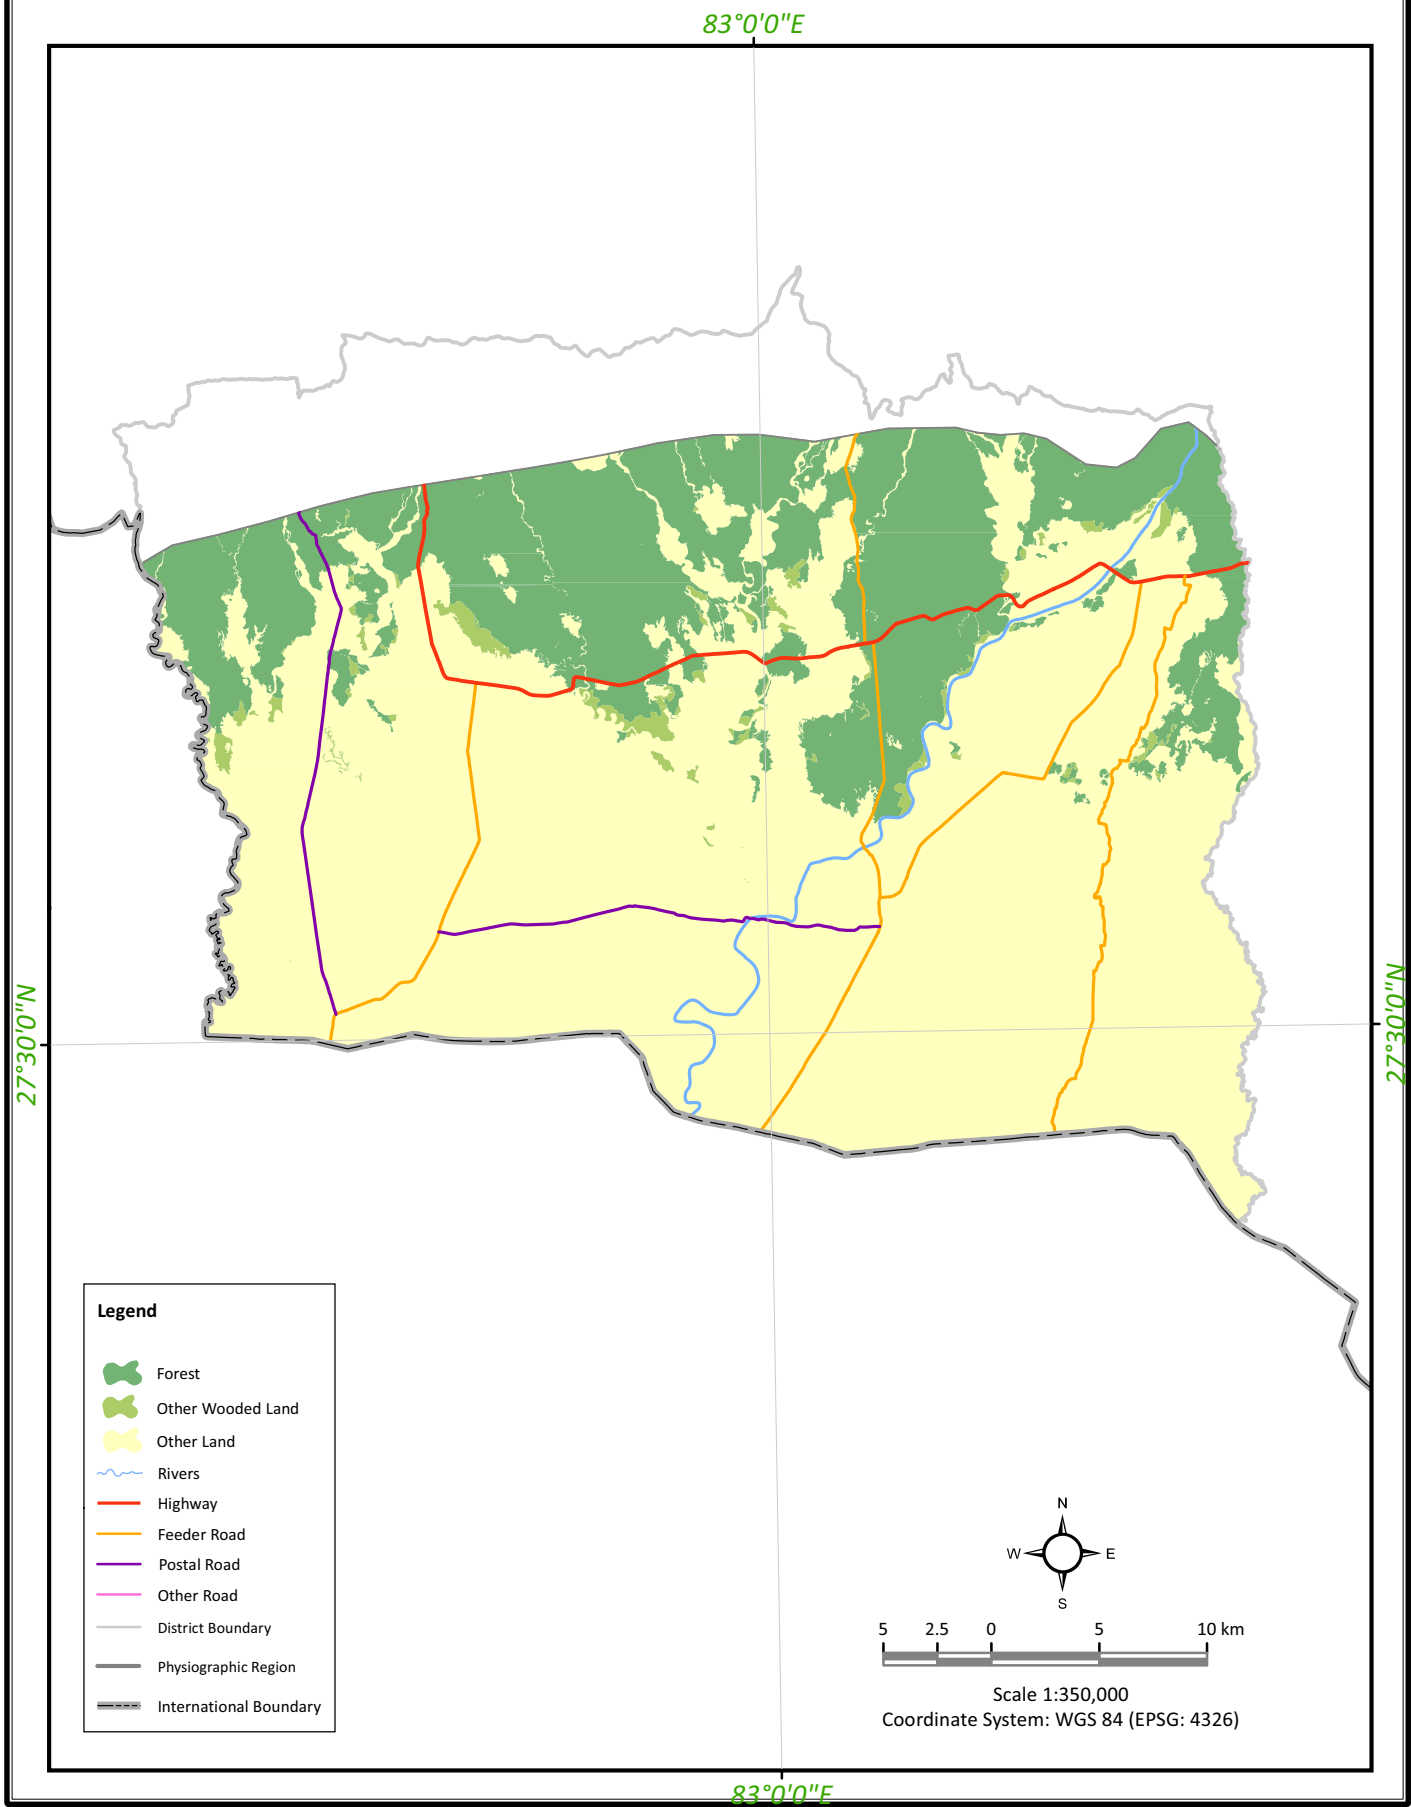 83°0'0"E
27°30'0"N
27°30'0"N
Legend
Forest
Other Wooded Land
Other Land
Rivers
Highway
Feeder Road
Postal Road
Other Road
District Boundary
Physiographic Region
International Boundary
N
W E
S
5 2.5 0 5 10 km
Scale 1:350,000
Coordinate System: WGS 84 (EPSG: 4326)
83°0'0"E